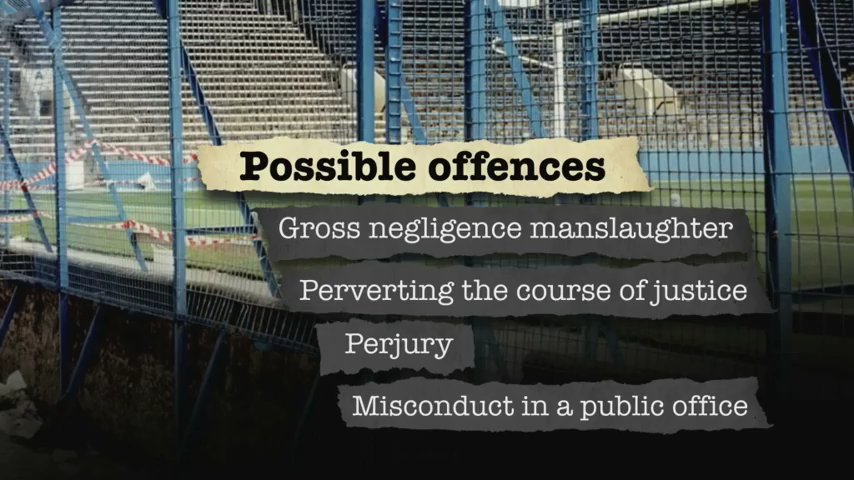 Possible offences
Gross negligence manslaughter
Perverting the course of justice
Perjury
Misconduct in a public office